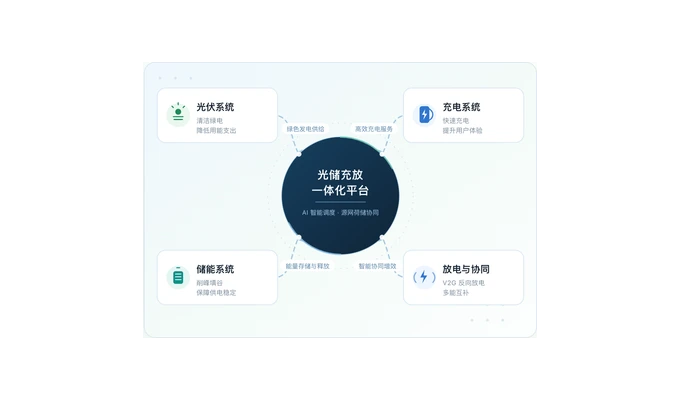 光伏系统
清洁绿电
降低用能支出
充电系统
快速充电
提升用户体验
绿色发电供给
高效充电服务
光储充放
一体化平台
AI 智能调度 · 源网荷储协同
能量存储与释放
智能协同增效
储能系统
削峰填谷
保障供电稳定
放电与协同
V2G 反向放电
多能互补